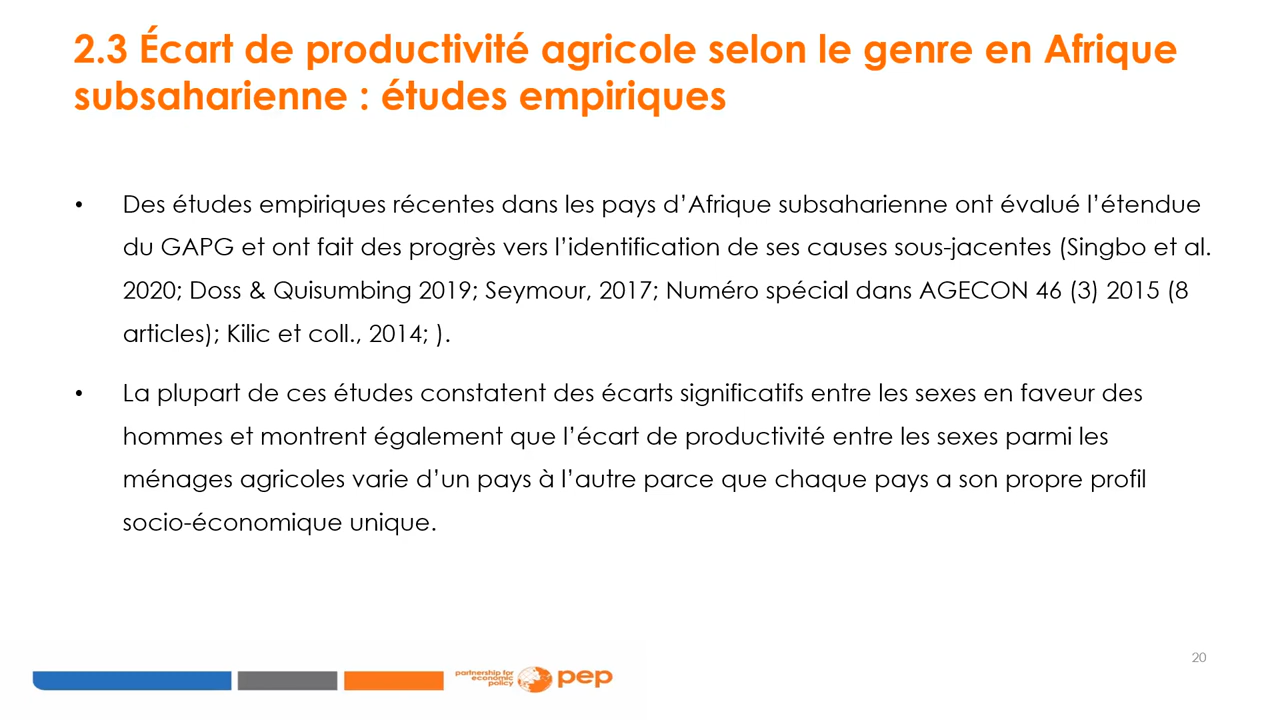 2.3 Écart de productivité agricole selon le genre en Afrique
subsaharienne : études empiriques
• Des études empiriques récentes dans les pays d’Afrique subsaharienne ont évalué l’étendue
du GAPG et ont fait des progrès vers l’identification de ses causes sous-jacentes (Singbo et al.
2020; Doss & Quisumbing 2019; Seymour, 2017; Numéro spécial dans AGECON 46 (3) 2015 (8
articles); Kilic et coll., 2014; ).
• La plupart de ces études constatent des écarts significatifs entre les sexes en faveur des
hommes et montrent également que l’écart de productivité entre les sexes parmi les
ménages agricoles varie d’un pays à l’autre parce que chaque pays a son propre profil
socio-économique unique.
20
partnership for
economic
policy
pep